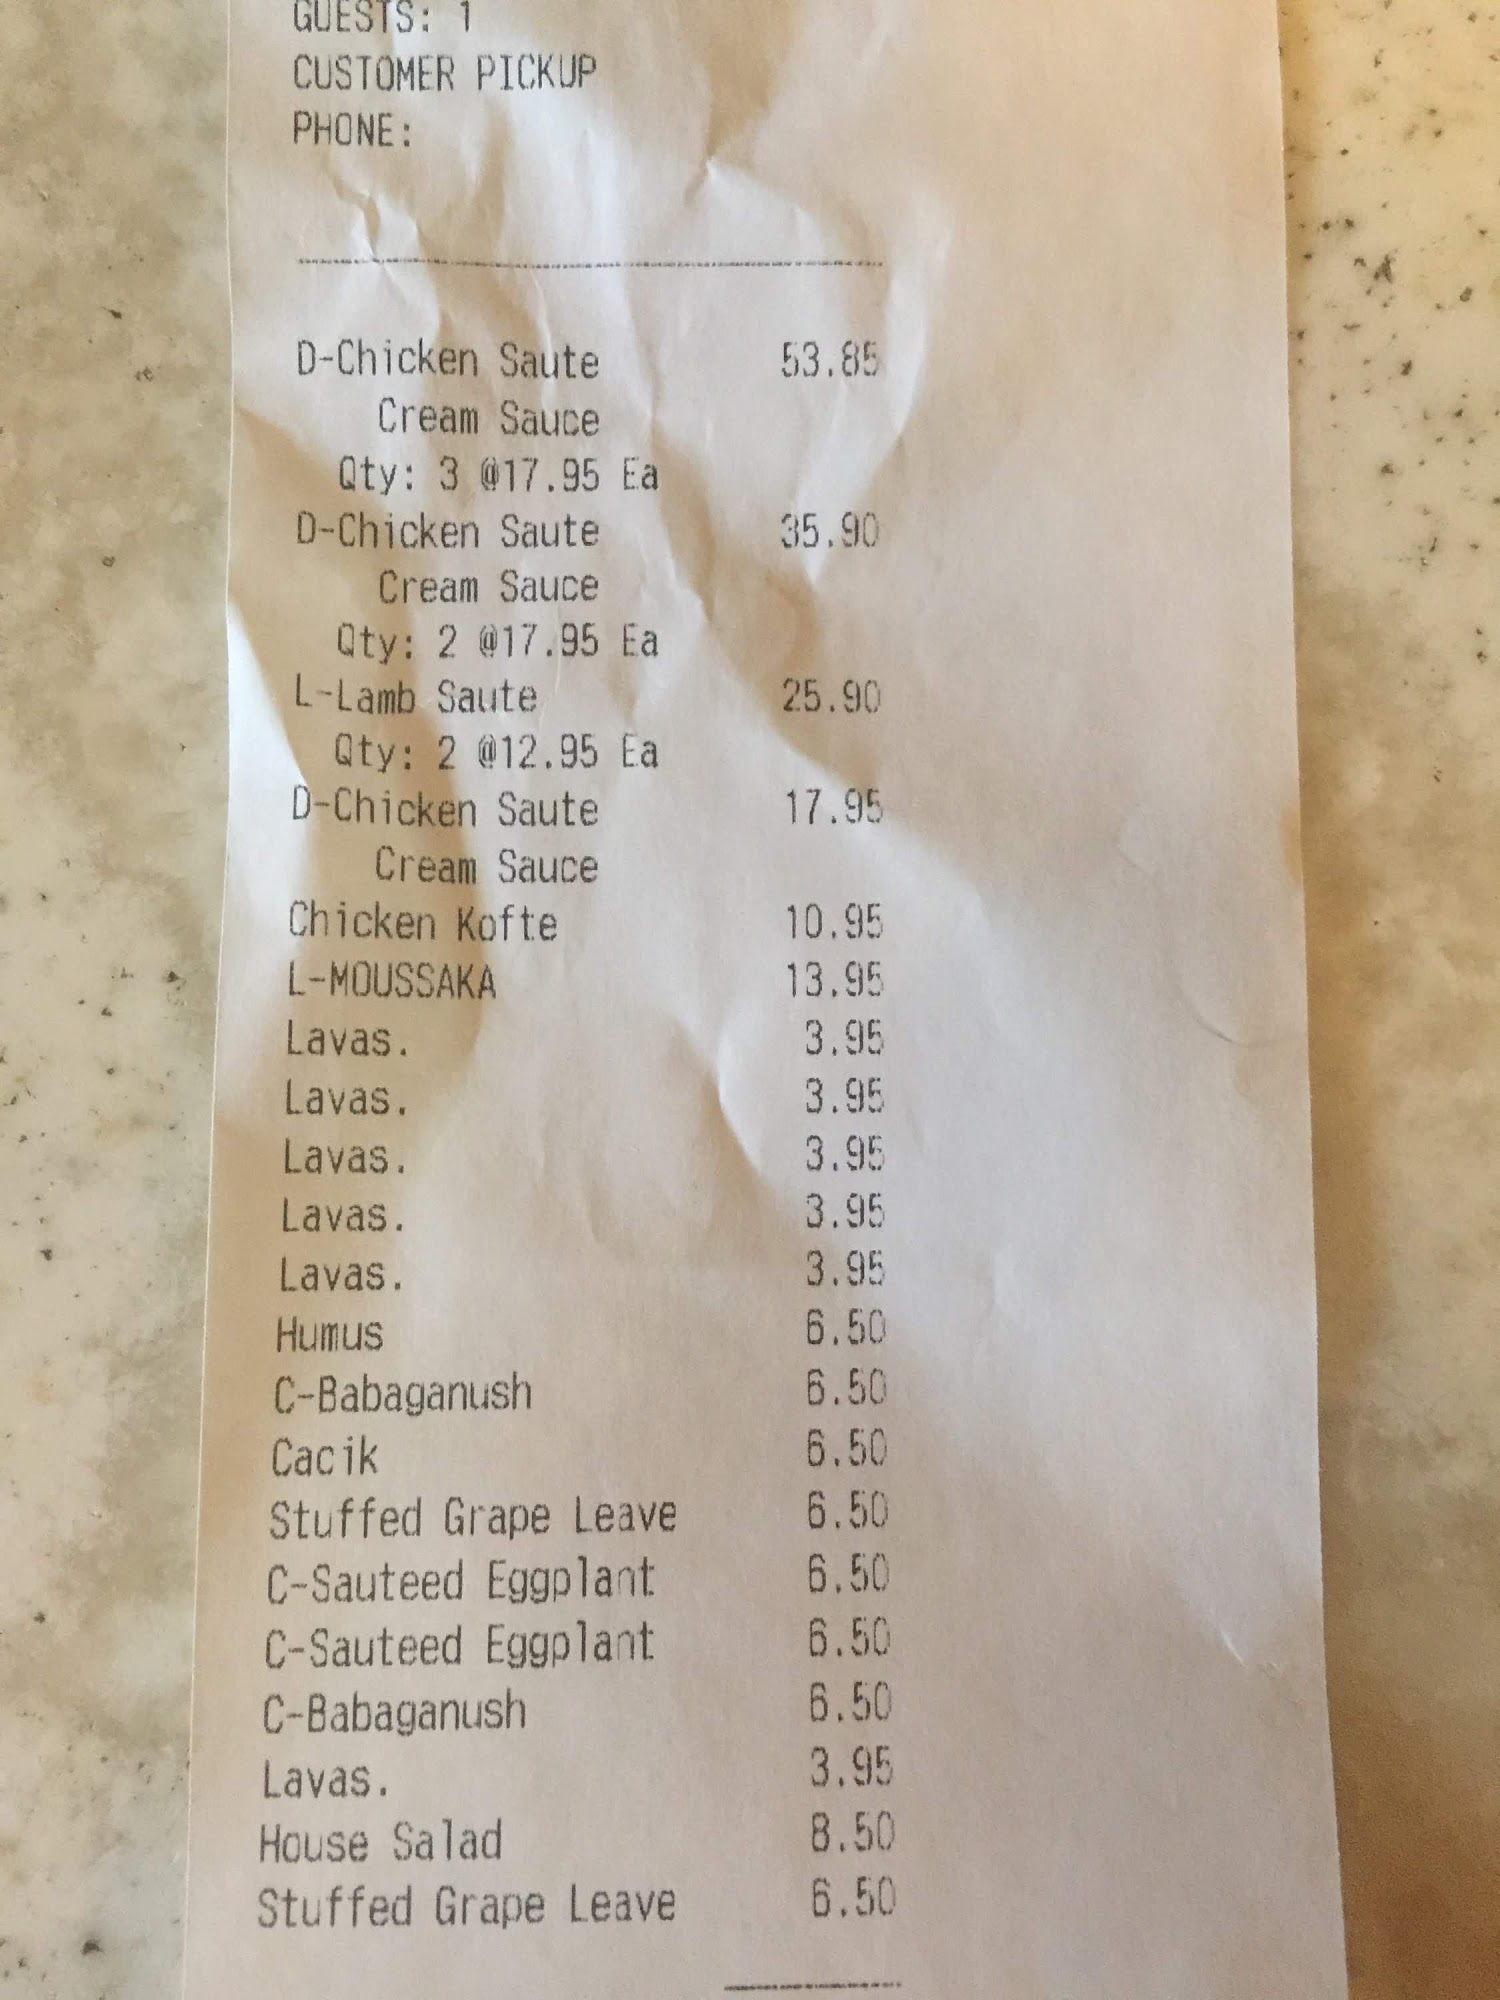 GUESTS: 1
CUSTOMER PICKUP
PHONE:
D-Chicken Saute 53.85
Cream Sauce
Qty: 3 @17.95 Ea
D-Chicken Saute 35.90
Cream Sauce
Qty: 2 @17.95 Ea
L-Lamb Saute 25.90
Qty: 2 @12.95 Ea
D-Chicken Saute 17.95
Cream Sauce
Chicken Kofte 10.95
L-MOUSSAKA 13.95
Lavas. 3.95
Lavas. 3.95
Lavas. 3.95
Lavas. 3.95
Lavas. 3.95
Humus 6.50
C-Babaganush 6.50
Cacik 6.50
Stuffed Grape Leave 6.50
C-Sauteed Eggplant 6.50
C-Sauteed Eggplant 6.50
C-Babaganush 6.50
Lavas. 3.95
House Salad 8.50
Stuffed Grape Leave 6.50